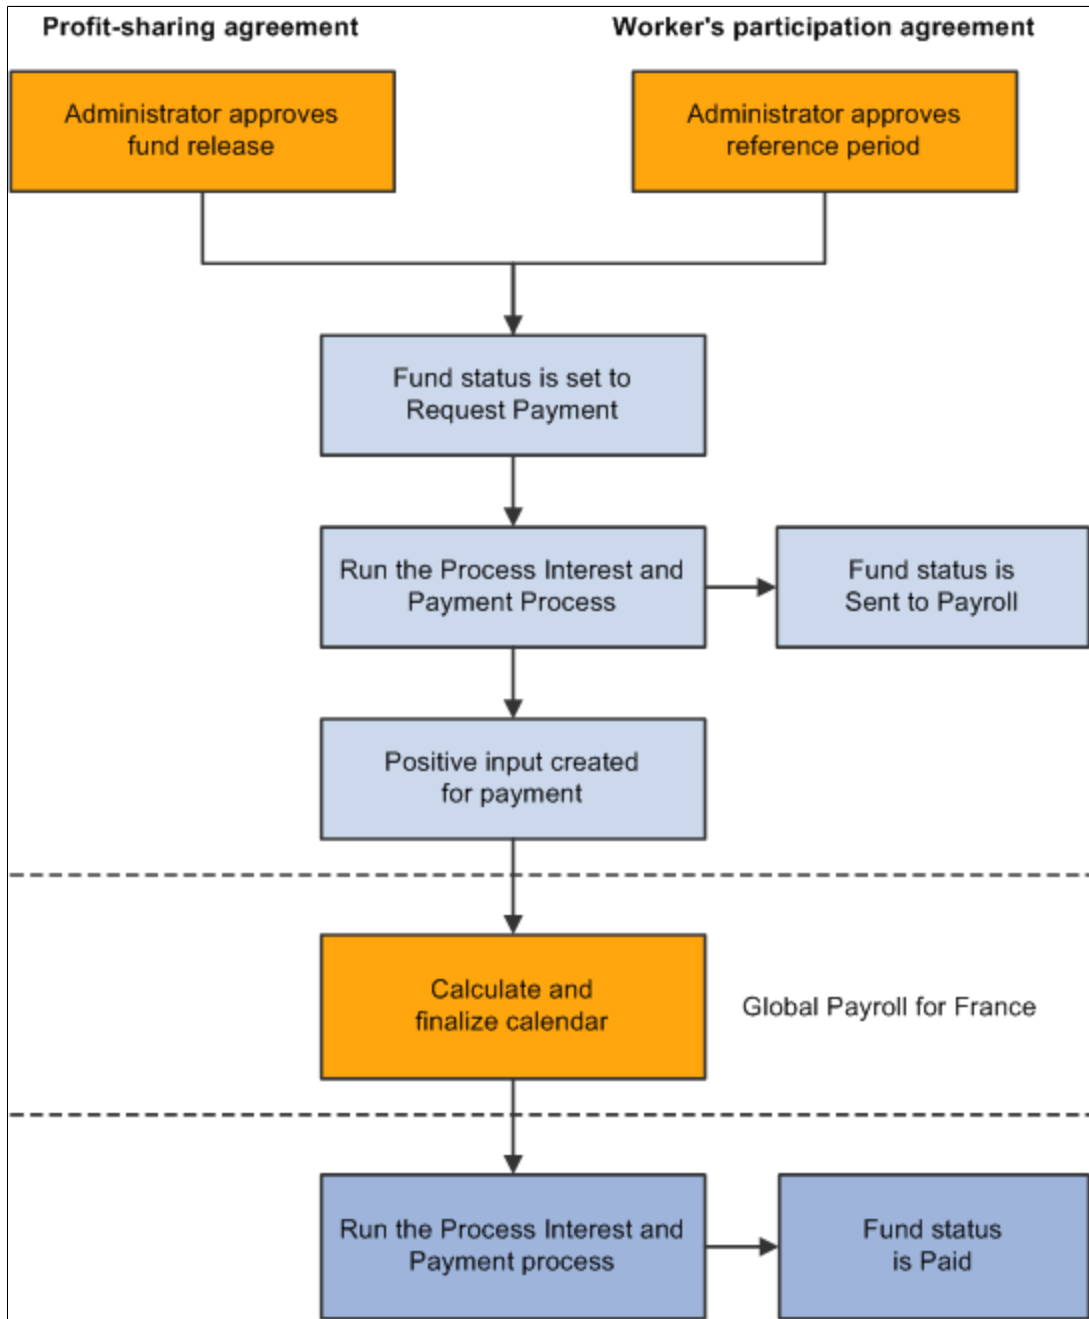 Profit-sharing agreement
Worker's participation agreement
Administrator approves
fund release
Administrator approves
reference period
Fund status is set to
Request Payment
Run the Process Interest and
Payment Process
Fund status is
Sent to Payroll
Positive input created
for payment
Calculate and
finalize calendar
Global Payroll for France
Run the Process Interest and
Payment process
Fund status
is Paid